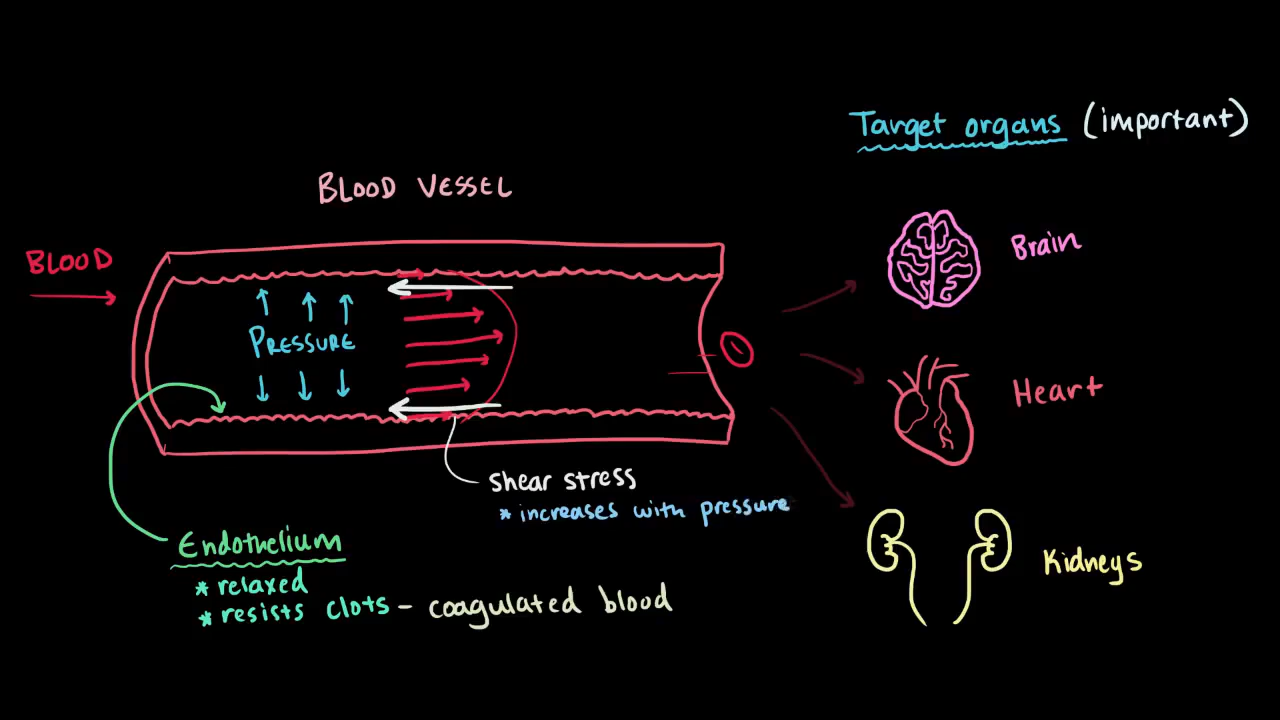 Target organs (important)
BLOOD VESSEL
BLOOD
Brain
PRESSURE
Heart
shear stress
* increases with pressure
Endothelium
* relaxed
* resists clots - coagulated blood
Kidneys